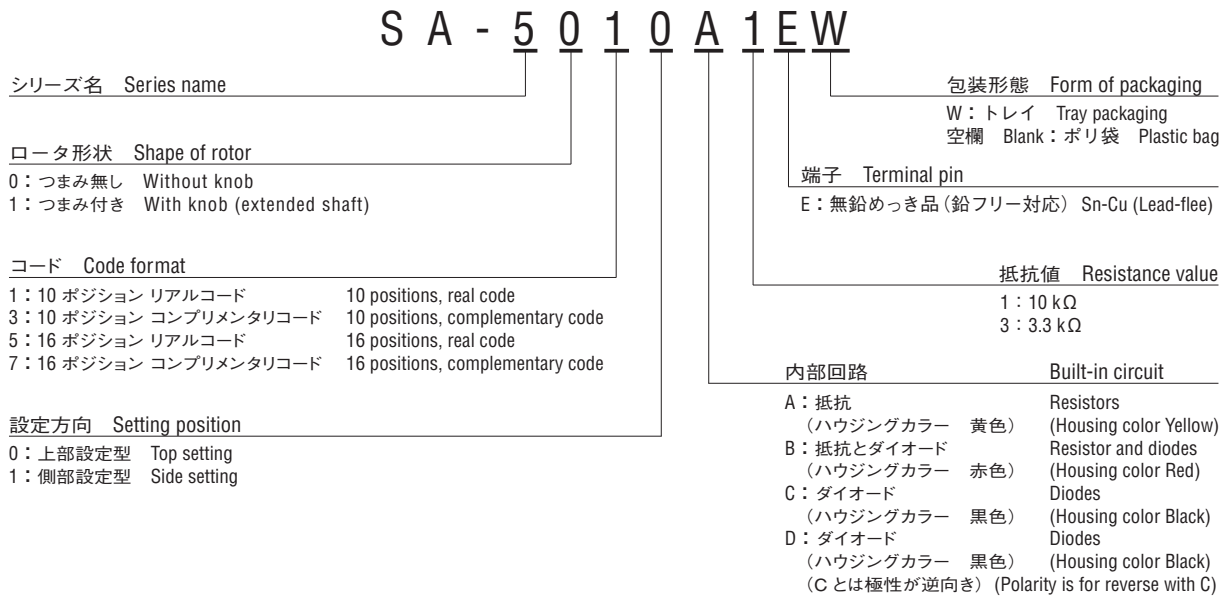 SA-5010A1EW
シリーズ名 Series name
ロータ形状 Shape of rotor
0：つまみ無し Without knob
1：つまみ付き With knob (extended shaft)
コード Code format
1：10 ポジション リアルコード 10 positions, real code
3：10 ポジション コンプリメンタリコード 10 positions, complementary code
5：16 ポジション リアルコード 16 positions, real code
7：16 ポジション コンプリメンタリコード 16 positions, complementary code
設定方向 Setting position
0：上部設定型 Top setting
1：側部設定型 Side setting
包装形態 Form of packaging
W：トレイ Tray packaging
空欄 Blank：ポリ袋 Plastic bag
端子 Terminal pin
E：無鉛めっき品（鉛フリー対応） Sn-Cu (Lead-flee)
抵抗値 Resistance value
1：10 kΩ
3：3.3 kΩ
内部回路 Built-in circuit
A：抵抗 Resistors
（ハウジングカラー 黄色） (Housing color Yellow)
B：抵抗とダイオード Resistor and diodes
（ハウジングカラー 赤色） (Housing color Red)
C：ダイオード Diodes
（ハウジングカラー 黒色） (Housing color Black)
D：ダイオード Diodes
（ハウジングカラー 黒色） (Housing color Black)
（C とは極性が逆向き） (Polarity is for reverse with C)